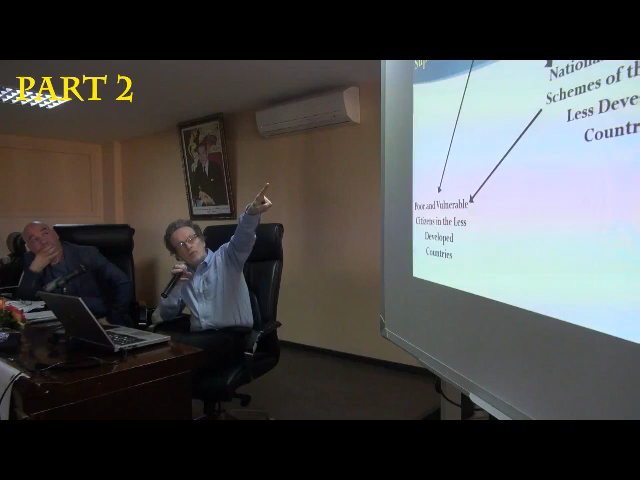 PART 2
National
Schemes of th
Less Deve
Countr
Poor and Vulnerable
Citizens in the Less
Developed
Countries